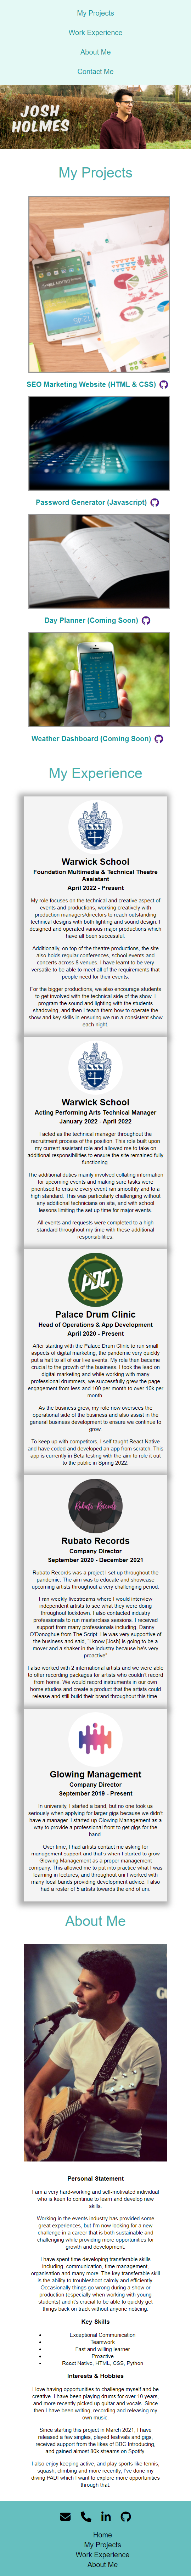 My Projects
Work Experience
About Me
Contact Me
JOSH
HOLMES
My Projects
SEO Marketing Website (HTML & CSS)
Password Generator (Javascript)
Day Planner (Coming Soon)
Weather Dashboard (Coming Soon)
My Experience
Warwick School
Foundation Multimedia & Technical Theatre
Assistant
April 2022 - Present
My role focuses on the technical and creative aspect of
events and productions, working creatively with
production managers/directors to reach outstanding
technical designs with both lighting and sound design. I
designed and operated various major productions which
have all been successful.
Additionally, on top of the theatre productions, the site
also holds regular conferences, school events and
concerts across 8 venues. I have learnt to be very
versatile to be able to meet all of the requirements that
people need for their events.
For the bigger productions, we also encourage students
to get involved with the technical side of the show. I
program the sound and lighting with the students
shadowing, and then I teach them how to operate the
show and key skills in ensuring we run a consistent show
each night.
Warwick School
Acting Performing Arts Technical Manager
January 2022 - April 2022
I acted as the technical manager throughout the
recruitment process of the position. This role built upon
my current assistant role and allowed me to take on
additional responsibilities to ensure the site remained fully
functioning.
The additional duties mainly involved collating information
for upcoming events and making sure tasks were
prioritised to ensure every event ran smoothly and to a
high standard. This was particularly challenging without
any additional technicians on site, and with school
lessons limiting the set up time for major events.
All events and requests were completed to a high
standard throughout my time with these additional
responsibilities.
PDC
Palace Drum Clinic
Head of Operations & App Development
April 2020 - Present
After starting with the Palace Drum Clinic to run small
aspects of digital marketing, the pandemic very quickly
put a halt to all of our live events. My role then became
crucial to the growth of the business. I took the lead on
digital marketing and while working with many
professional drummers, we successfully grew the page
engagement from less and 100 per month to over 10k per
month.
As the business grew, my role now oversees the
operational side of the business and also assist in the
general business development to ensure we continue to
grow.
To keep up with competitors, I self-taught React Native
and have coded and developed an app from scratch. This
app is currently in Beta testing with the aim to role it out
to the public in Spring 2022.
Rubato Records
Rubato Records
Company Director
September 2020 - December 2021
Rubato Records was a project I set up throughout the
pandemic. The aim was to educate and showcase
upcoming artists throughout a very challenging period.
I ran weekly livestreams where I would interview
independent artists to see what they were doing
throughout lockdown. I also contacted industry
professionals to run masterclass sessions. I received
support from many professionals including, Danny
O'Donoghue from The Script. He was very supportive of
the business and said, "I know [Josh] is going to be a
mover and a shaker in the industry because he's very
proactive"
I also worked with 2 international artists and we were able
to offer recording packages for artists who couldn't record
from home. We would record instruments in our own
home studios and create a product that the artists could
release and still build their brand throughout this time.
Glowing Management
Company Director
September 2019 - Present
In university, I started a band, but no one took us
seriously when applying for larger gigs because we didn't
have a manager. I started up Glowing Management as a
way to provide a professional front to get gigs for the
band.
Over time, I had artists contact me asking for
management support and that's when I started to grow
Glowing Management as a proper management
company. This allowed me to put into practice what I was
learning in lectures, and throughout uni I worked with
many local bands providing development advice. I also
had a roster of 5 artists towards the end of uni.
About Me
Personal Statement
I am a very hard-working and self-motivated individual
who is keen to continue to learn and develop new
skills.
Working in the events industry has provided some
great experiences, but I'm now looking for a new
challenge in a career that is both sustainable and
challenging while providing more opportunities for
growth and development.
I have spent time developing transferable skills
including; communication, time management,
organisation and many more. The key transferable skill
is the ability to troubleshoot calmly and efficiently.
Occasionally things go wrong during a show or
production (especially when working with young
students) and it's crucial to be able to quickly get
things back on track without anyone noticing.
Key Skills
Exceptional Communication
Teamwork
Fast and willing learner
Proactive
React Native, HTML, CSS, Python
Interests & Hobbies
I love having opportunities to challenge myself and be
creative. I have been playing drums for over 10 years,
and more recently picked up guitar and vocals. Since
then I have been writing, recording and releasing my
own music.
Since starting this project in March 2021, I have
released a few singles, played festivals and gigs,
received support from the likes of BBC Introducing,
and gained almost 80k streams on Spotify.
I also enjoy keeping active, and play sports like tennis,
squash, climbing and more recently, I've done my
diving PADI which I want to explore more opportunities
through that.
Home
My Projects
Work Experience
About Me